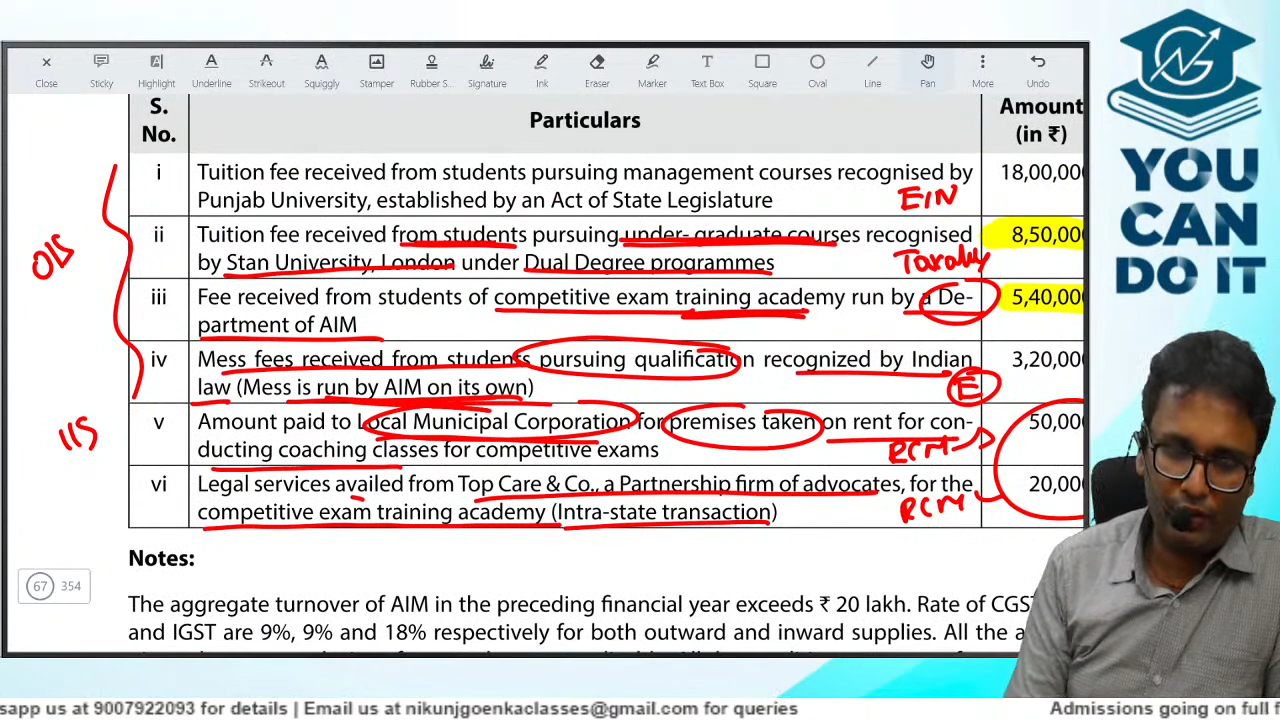 Close Sticky Highlight Underline Strikeout Squiggly Stamper Rubber S... Signature Ink Eraser Marker Text Box Square Oval Line Pan More Undo
S. No. Particulars Amount (in ₹)
i Tuition fee received from students pursuing management courses recognised by 18,00,000
Punjab University, established by an Act of State Legislature E/N
ii Tuition fee received from students pursuing under- graduate courses recognised 8,50,000
by Stan University, London under Dual Degree programmes Taxable
iii Fee received from students of competitive exam training academy run by a De- 5,40,000
partment of AIM
O/S
iv Mess fees received from students pursuing qualification recognized by Indian 3,20,000
law (Mess is run by AIM on its own) E
I/S
v Amount paid to Local Municipal Corporation for premises taken on rent for con- 50,000
ducting coaching classes for competitive exams RCM
vi Legal services availed from Top Care & Co., a Partnership firm of advocates, for the 20,000
competitive exam training academy (Intra-state transaction) RCM
Notes:
67 354
The aggregate turnover of AIM in the preceding financial year exceeds ₹ 20 lakh. Rate of CGST
and IGST are 9%, 9% and 18% respectively for both outward and inward supplies. All the a
YOU
CAN
DO IT
sapp us at 9007922093 for details | Email us at nikunjgoenkaclasses@gmail.com for queries
Admissions going on full f